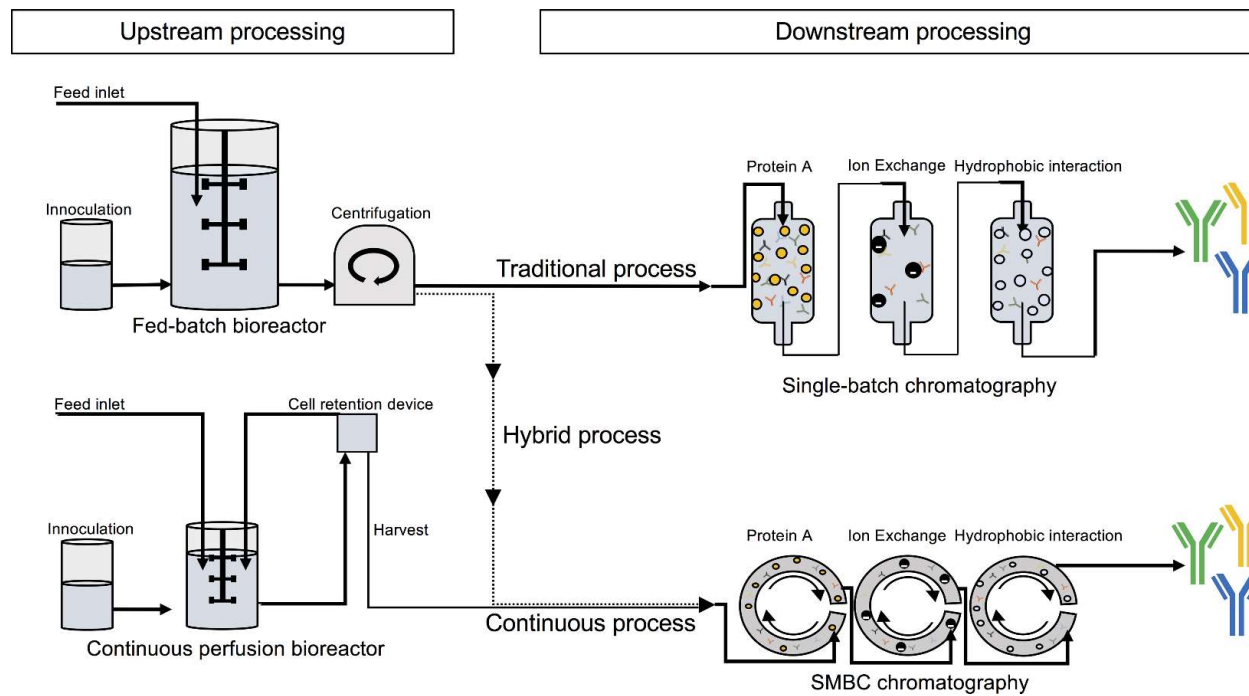 Upstream processing
Downstream processing
Feed inlet
Innoculation
Centrifugation
Fed-batch bioreactor
Traditional process
Protein A
Ion Exchange
Hydrophobic interaction
Single-batch chromatography
Hybrid process
Feed inlet
Cell retention device
Innoculation
Harvest
Continuous perfusion bioreactor
Continuous process
Protein A
Ion Exchange
Hydrophobic interaction
SMBC chromatography